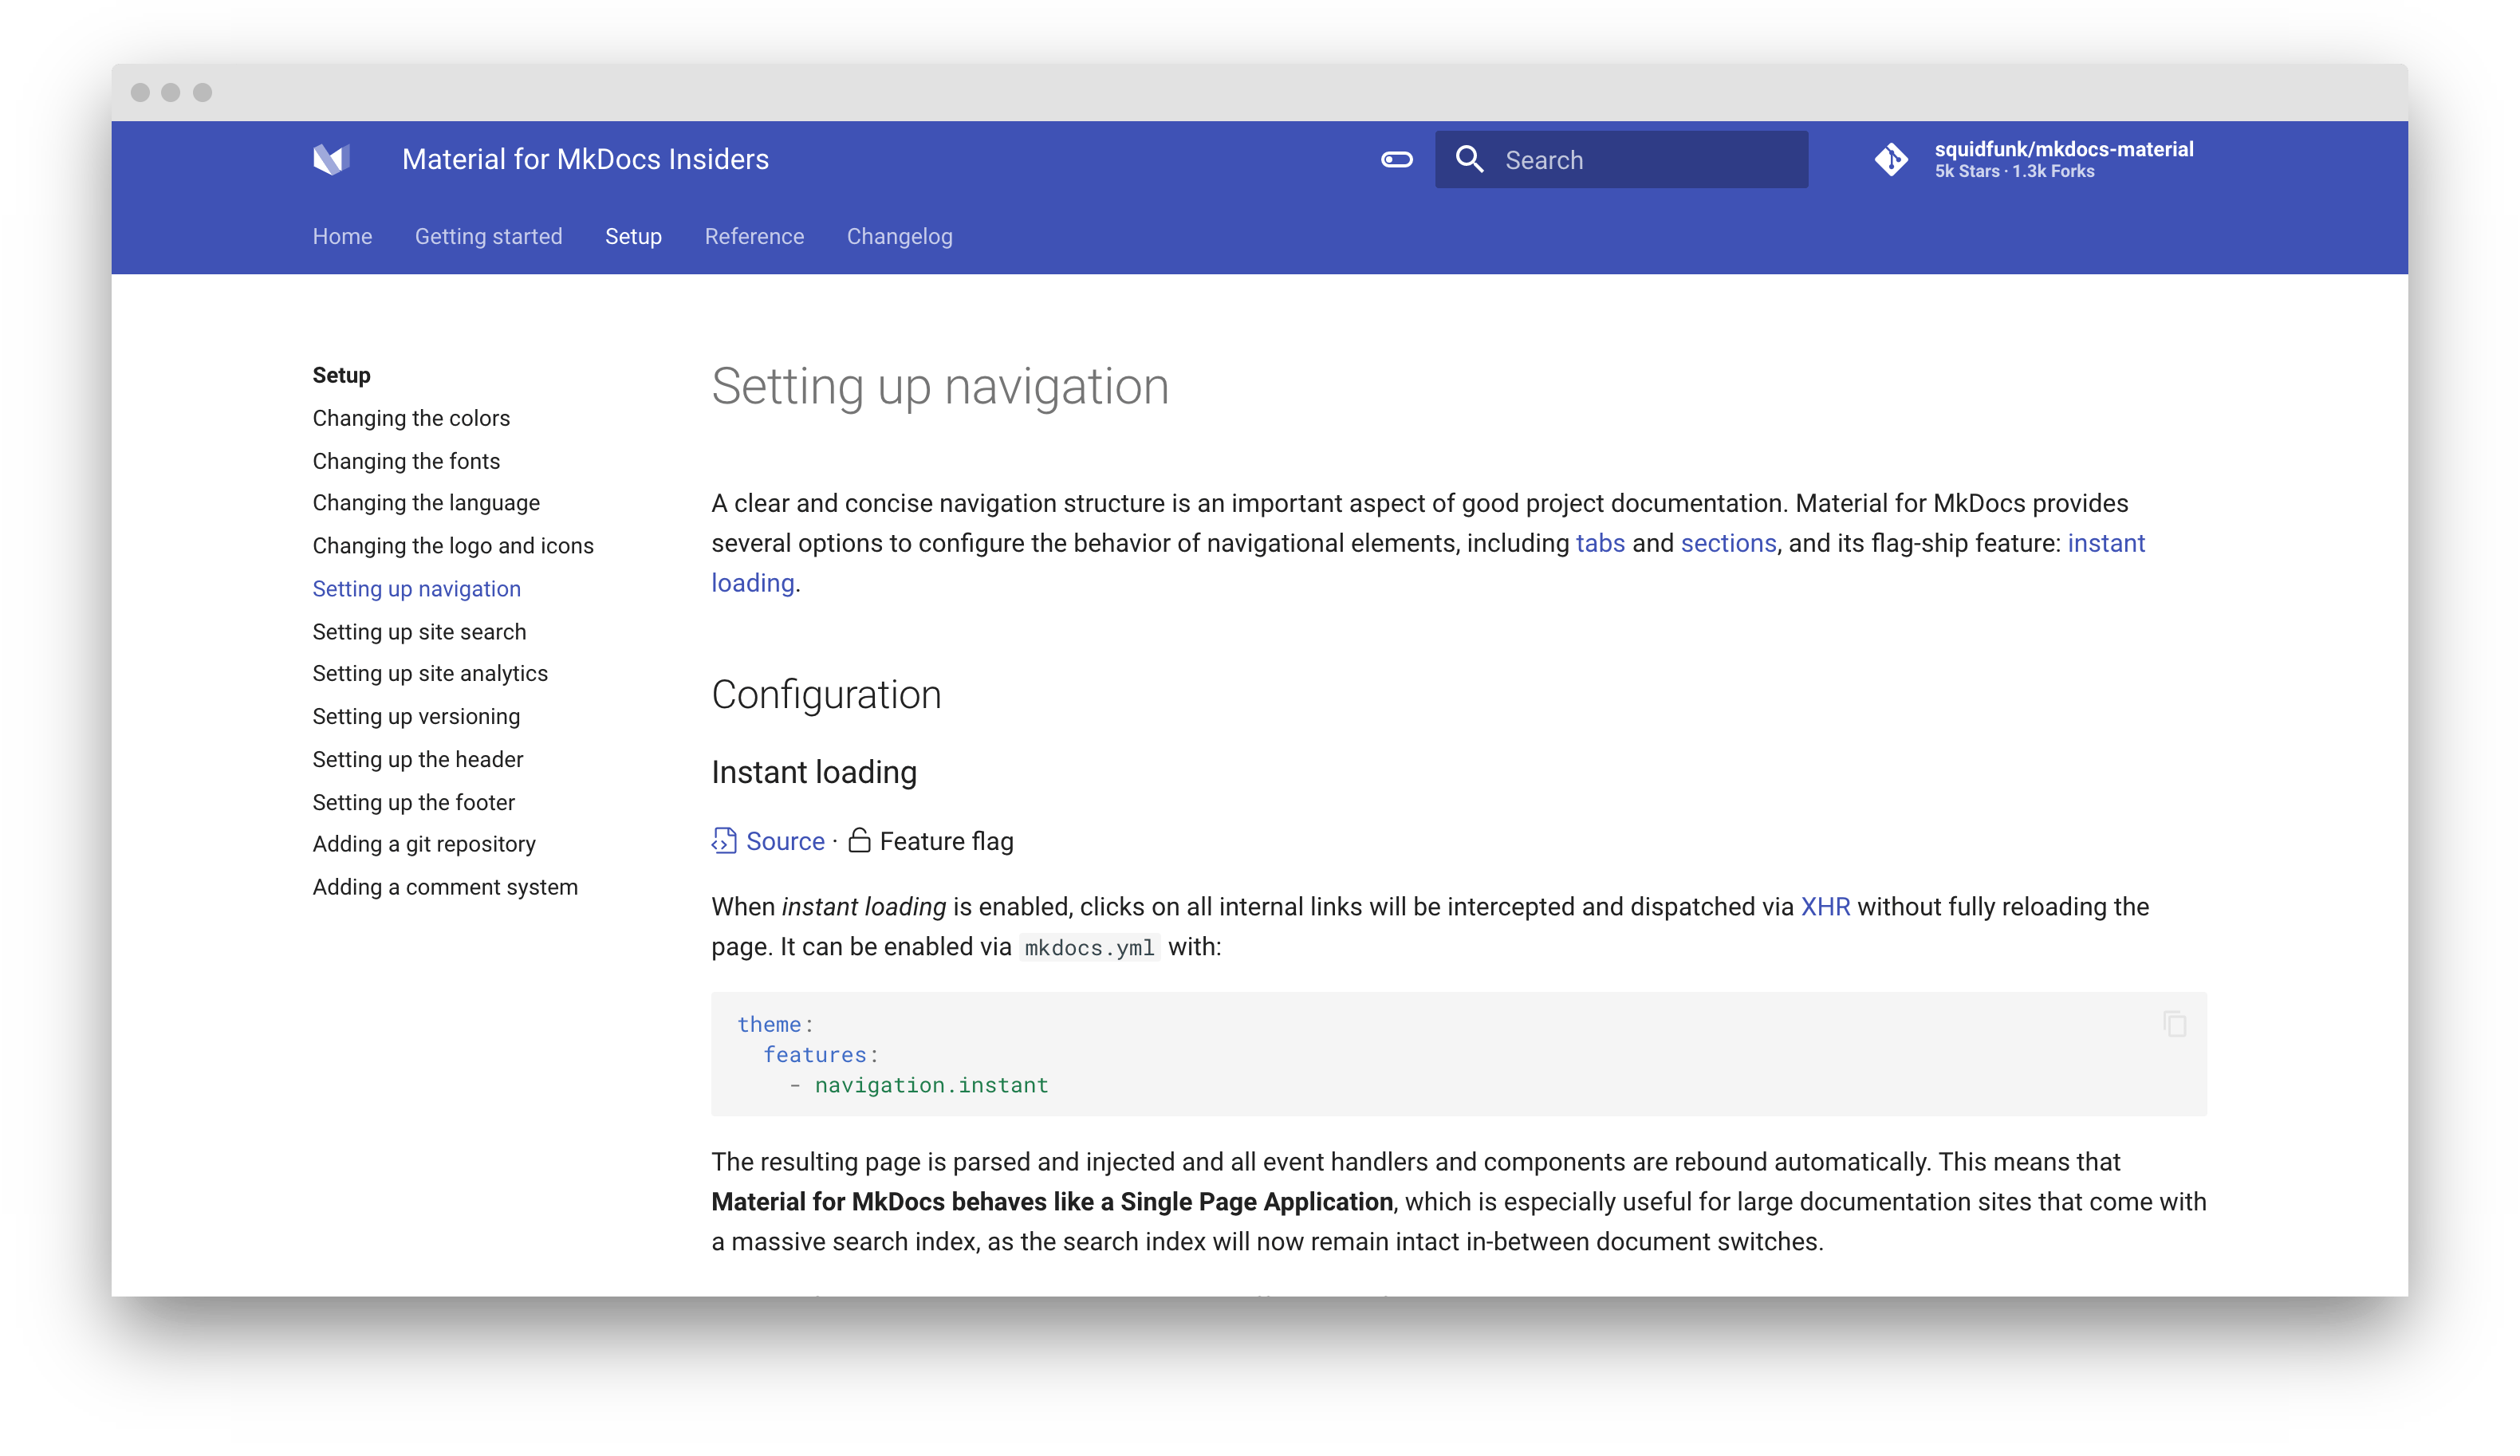 Material for MkDocs Insiders
Search
squidfunk/mkdocs-material
5k Stars · 1.3k Forks
Home
Getting started
Setup
Reference
Changelog
Setup
Changing the colors
Changing the fonts
Changing the language
Changing the logo and icons
Setting up navigation
Setting up site search
Setting up site analytics
Setting up versioning
Setting up the header
Setting up the footer
Adding a git repository
Adding a comment system
Setting up navigation
A clear and concise navigation structure is an important aspect of good project documentation. Material for MkDocs provides
several options to configure the behavior of navigational elements, including tabs and sections, and its flag-ship feature: instant
loading.
Configuration
Instant loading
Source · Feature flag
When instant loading is enabled, clicks on all internal links will be intercepted and dispatched via XHR without fully reloading the
page. It can be enabled via mkdocs.yml with:
theme:
  features:
    - navigation.instant
The resulting page is parsed and injected and all event handlers and components are rebound automatically. This means that
Material for MkDocs behaves like a Single Page Application, which is especially useful for large documentation sites that come with
a massive search index, as the search index will now remain intact in-between document switches.